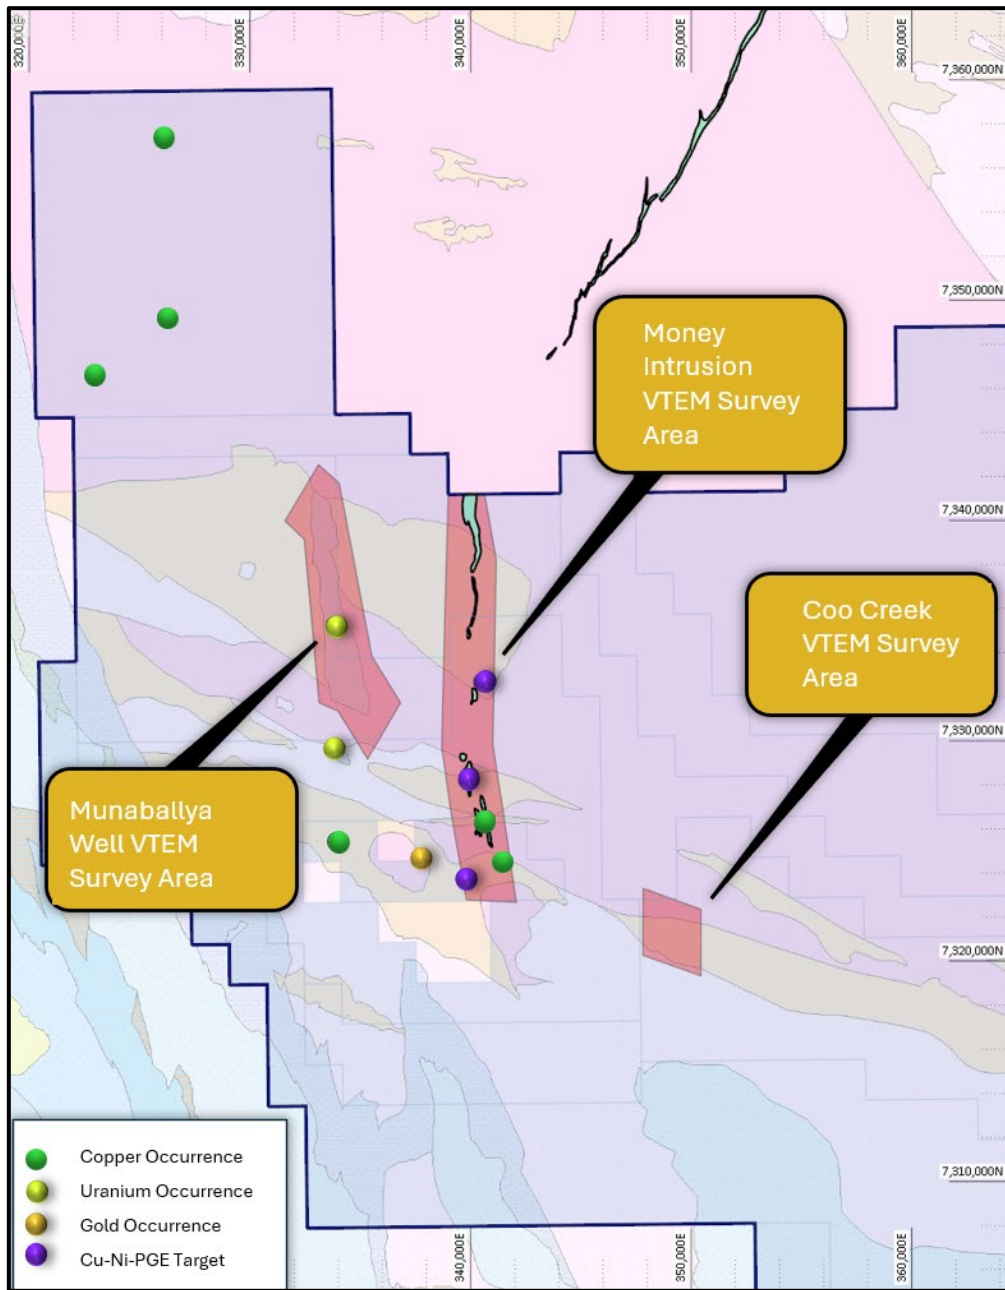 320,000E
330,000E
340,000E
350,000E
360,000E
7,360,000N
7,350,000N
Money
Intrusion
VTEM Survey
Area
7,340,000N
Coo Creek
VTEM Survey
Area
7,330,000N
Munaballya
Well VTEM
Survey Area
7,320,000N
7,310,000N
Copper Occurrence
Uranium Occurrence
Gold Occurrence
Cu-Ni-PGE Target
340,000E
350,000E
360,000E